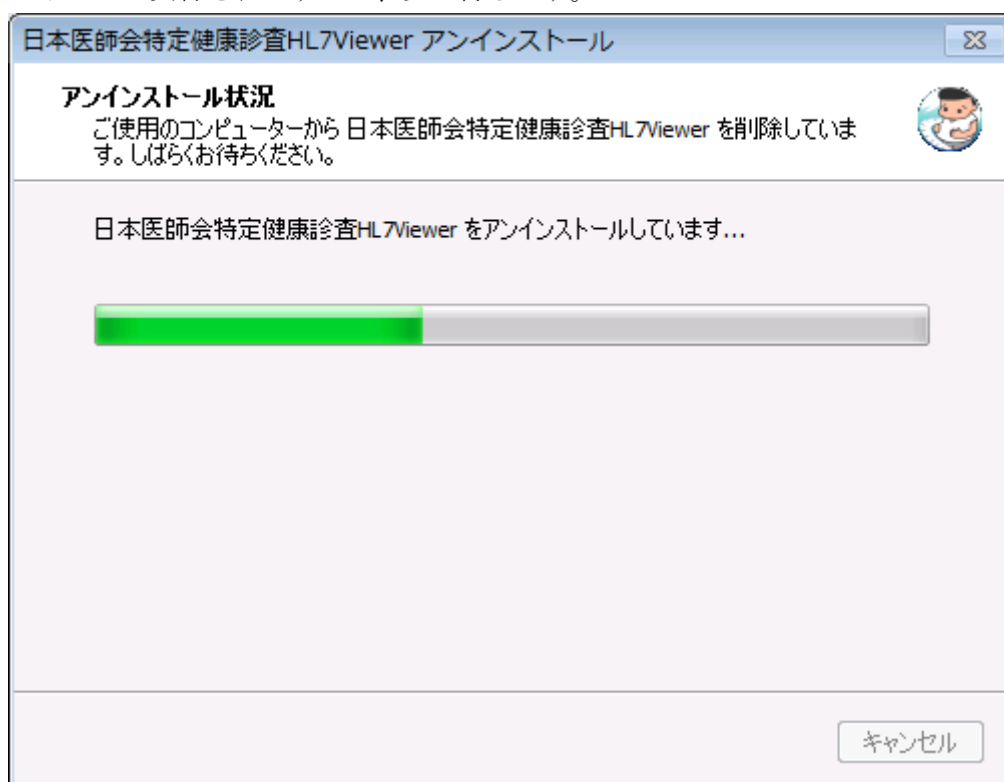 日本医師会特定健康診査HL7Viewer アンインストール
アンインストール状況
ご使用のコンピューターから 日本医師会特定健康診査HL7Viewer を削除していま
す。しばらくお待ちください。
日本医師会特定健康診査HL7Viewer をアンインストールしています...
キャンセル